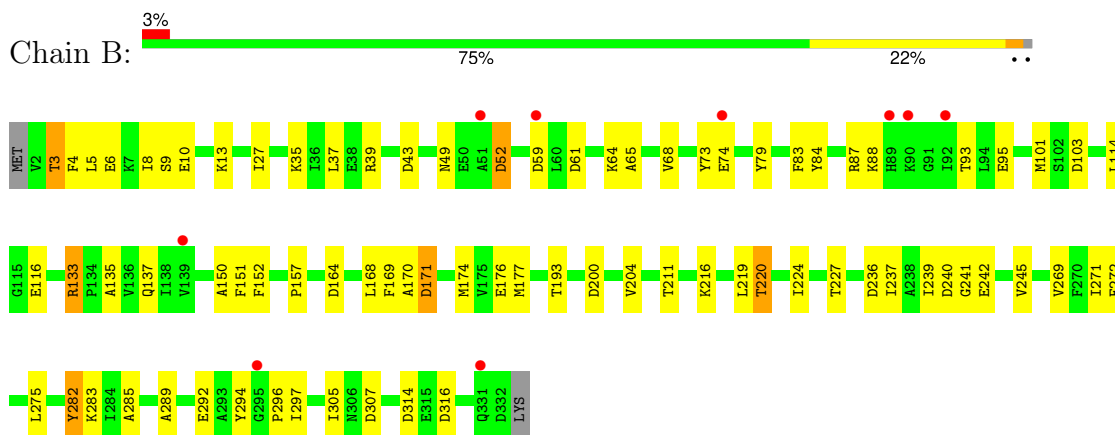 3%
Chain B:
75% 22% • •
MET V2 T3 F4 L5 E6 K7 I8 S9 E10 K13 I27 K35 I36 L37 E38 R39 D43 N49 E50 A51 D52 D59 L60 D61 K64 A65 V68 Y73 E74 Y79 F83 Y84 R87 K88 H89 K90 G91 I92 T93 L94 E95 M101 S102 D103 L114
G115 E116 R133 P134 A135 V136 Q137 I138 V139 A150 F151 F152 P157 D164 L168 F169 A170 D171 M174 V175 E176 M177 T193 D200 V204 T211 K216 L219 T220 I224 T227 D236 I237 A238 I239 D240 G241 E242 V245 V269 F270 I271
L275 Y282 K283 I284 A285 A289 E292 A293 Y294 G295 P296 I297 I305 N306 D307 D314 E315 D316 Q331 D332 LYS